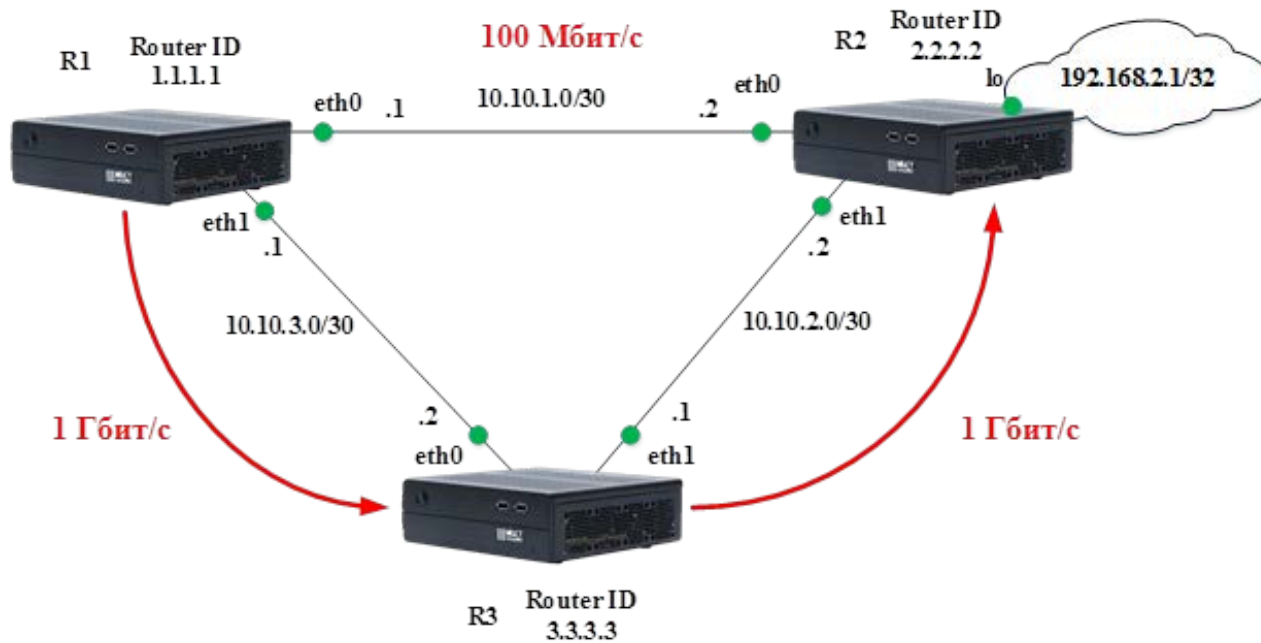 R1
Router ID
1.1.1.1
100 Мбит/с
R2
Router ID
2.2.2.2
lo
192.168.2.1/32
eth0
.1
10.10.1.0/30
.2
eth0
eth1
.1
eth1
.2
10.10.3.0/30
10.10.2.0/30
1 Гбит/с
.2
eth0
.1
eth1
1 Гбит/с
R3
Router ID
3.3.3.3